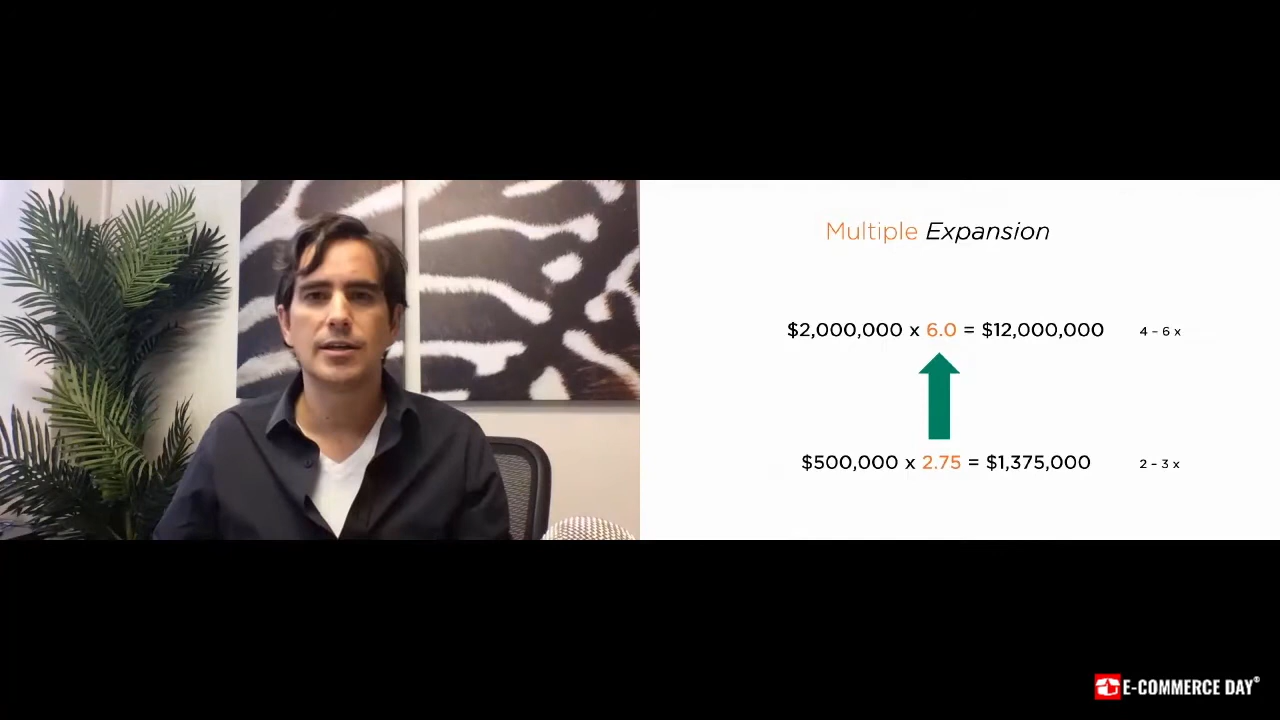 Multiple Expansion
$2,000,000 x 6.0 = $12,000,000 4 – 6 x
$500,000 x 2.75 = $1,375,000 2 – 3 x
E-COMMERCE DAY®